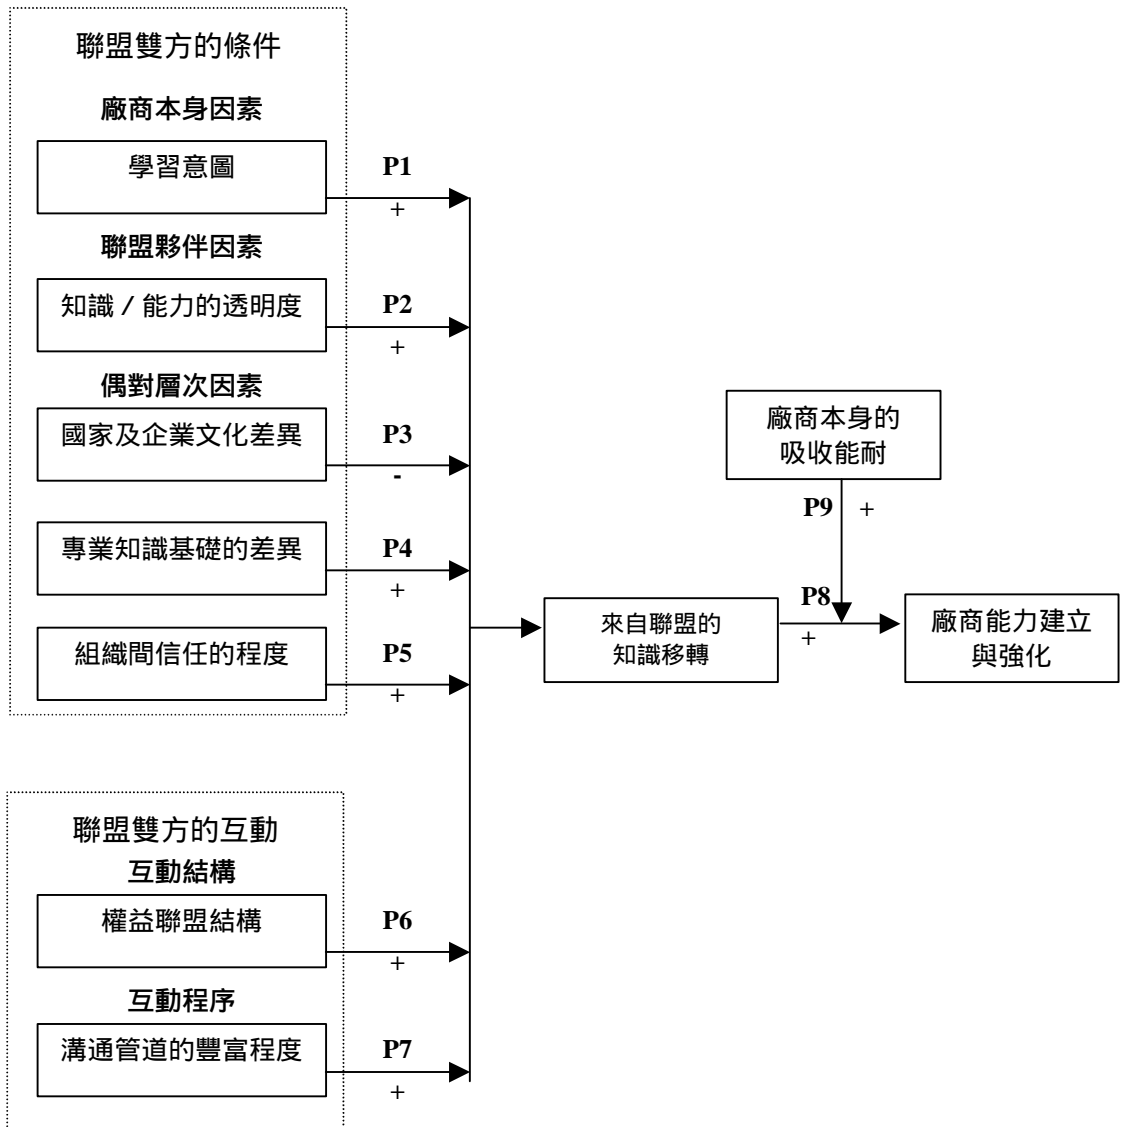 聯盟雙方的條件
廠商本身因素
學習意圖
P1
+
聯盟夥伴因素
知識 / 能力的透明度
P2
+
偶對層次因素
國家及企業文化差異
P3
-
專業知識基礎的差異
P4
+
組織間信任的程度
P5
+
聯盟雙方的互動
互動結構
權益聯盟結構
P6
+
互動程序
溝通管道的豐富程度
P7
+
來自聯盟的
知識移轉
廠商本身的
吸收能耐
P9 +
P8
+
廠商能力建立
與強化